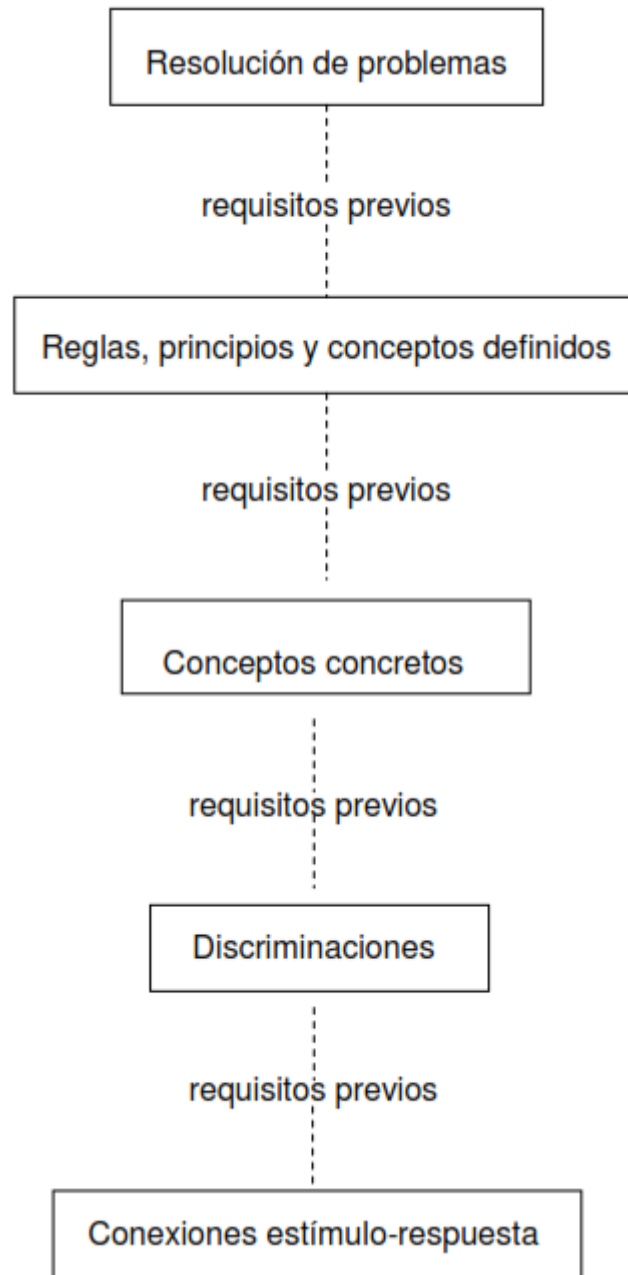 Resolución de problemas
requisitos previos
Reglas, principios y conceptos definidos
requisitos previos
Conceptos concretos
requisitos previos
Discriminaciones
requisitos previos
Conexiones estímulo-respuesta